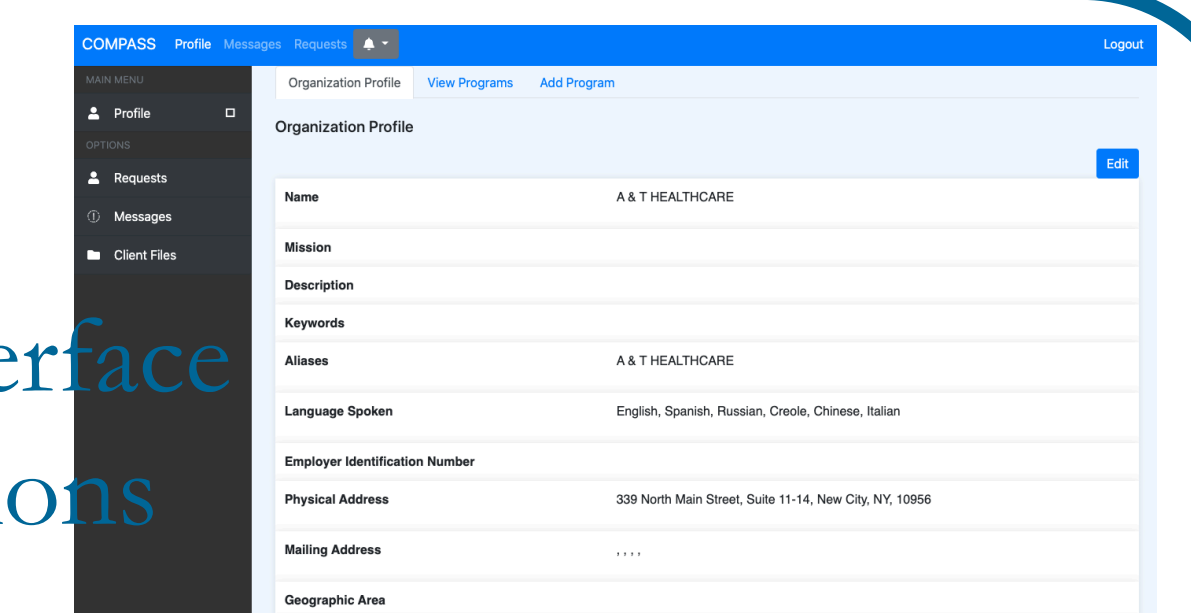 COMPASS Profile Messages Requests Logout
MAIN MENU
Profile
OPTIONS
Requests
Messages
Client Files
erface
ons
Organization Profile View Programs Add Program
Organization Profile
Edit
Name A & T HEALTHCARE
Mission
Description
Keywords
Aliases A & T HEALTHCARE
Language Spoken English, Spanish, Russian, Creole, Chinese, Italian
Employer Identification Number
Physical Address 339 North Main Street, Suite 11-14, New City, NY, 10956
Mailing Address , , , ,
Geographic Area